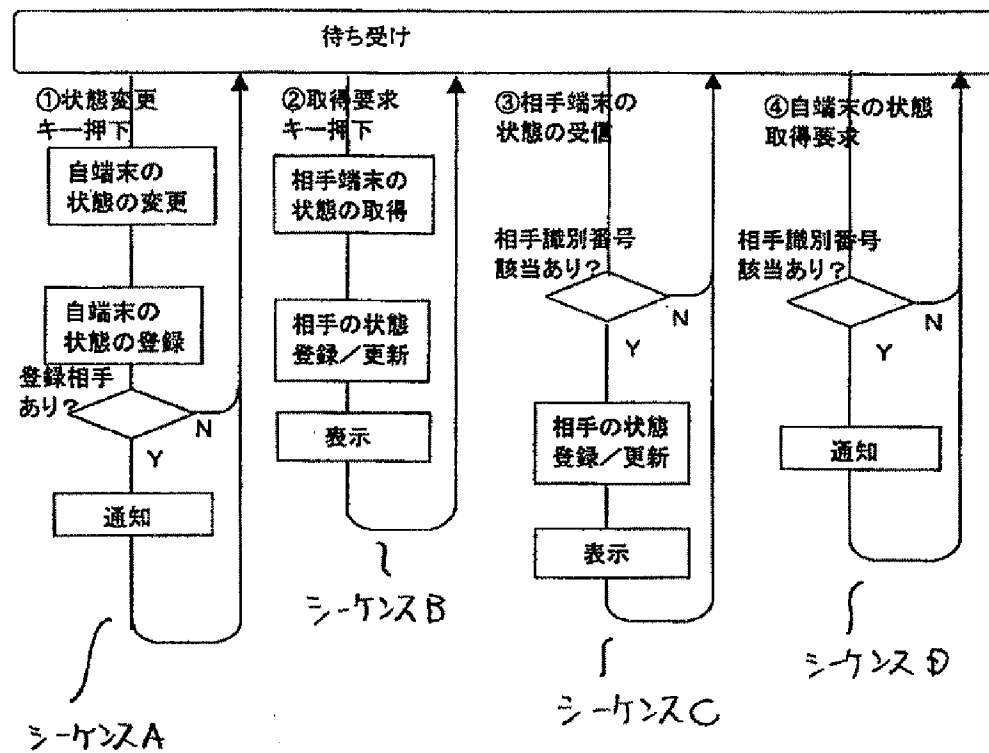 待ち受け
①状態変更
キー押下
自端末の
状態の変更
自端末の
状態の登録
登録相手
あり?
N
Y
通知
シーケンスA
②取得要求
キー押下
相手端末の
状態の取得
相手の状態
登録/更新
表示
シーケンスB
③相手端末の
状態の受信
相手識別番号
該当あり?
N
Y
相手の状態
登録/更新
表示
シーケンスC
④自端末の状態
取得要求
相手識別番号
該当あり?
N
Y
通知
シーケンスD